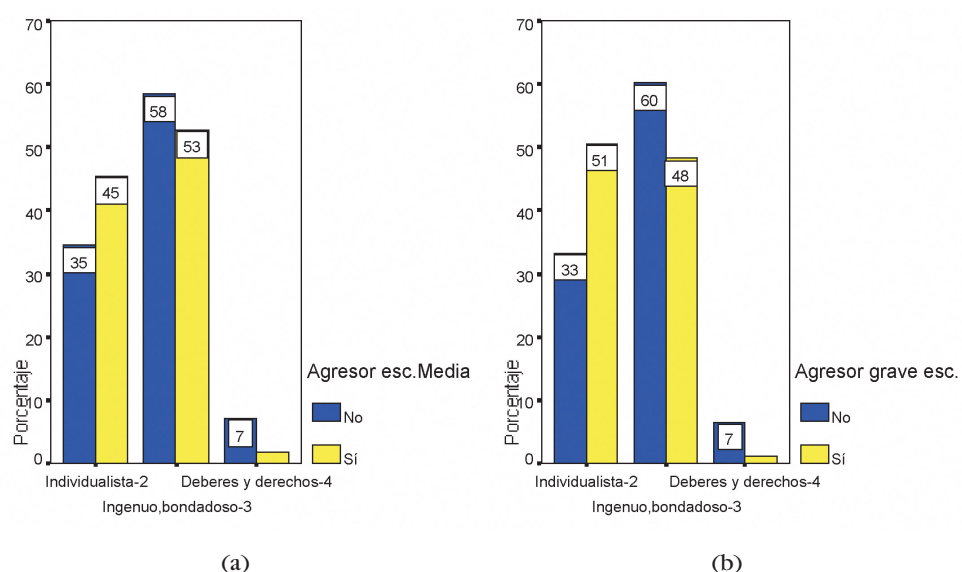 70
60
50
40
30
20
10
0
Porcentaje
35
45
58
53
7
Individualista-2
Deberes y derechos-4
Ingenuo,bondadoso-3
Agresor esc.Media
No
Sí
(a)
70
60
50
40
30
20
10
0
Porcentaje
33
51
60
48
7
Individualista-2
Deberes y derechos-4
Ingenuo,bondadoso-3
Agresor grave esc.
No
Sí
(b)